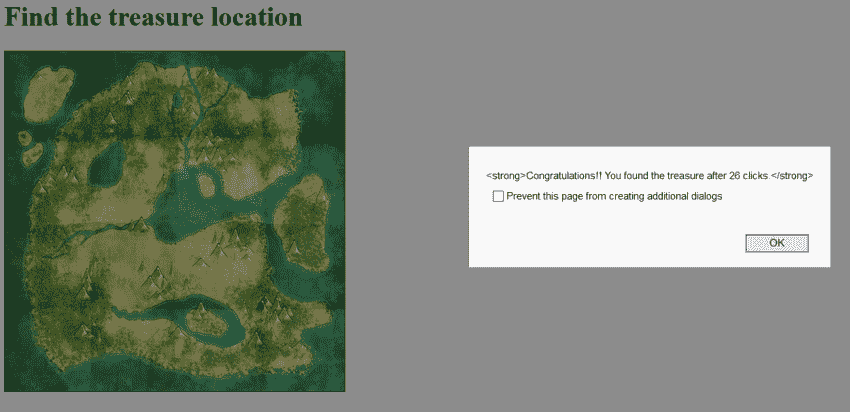 Find the treasure location
<strong>Congratulations!! You found the treasure after 26 clicks </strong>
Prevent this page from creating additional dialogs
OK